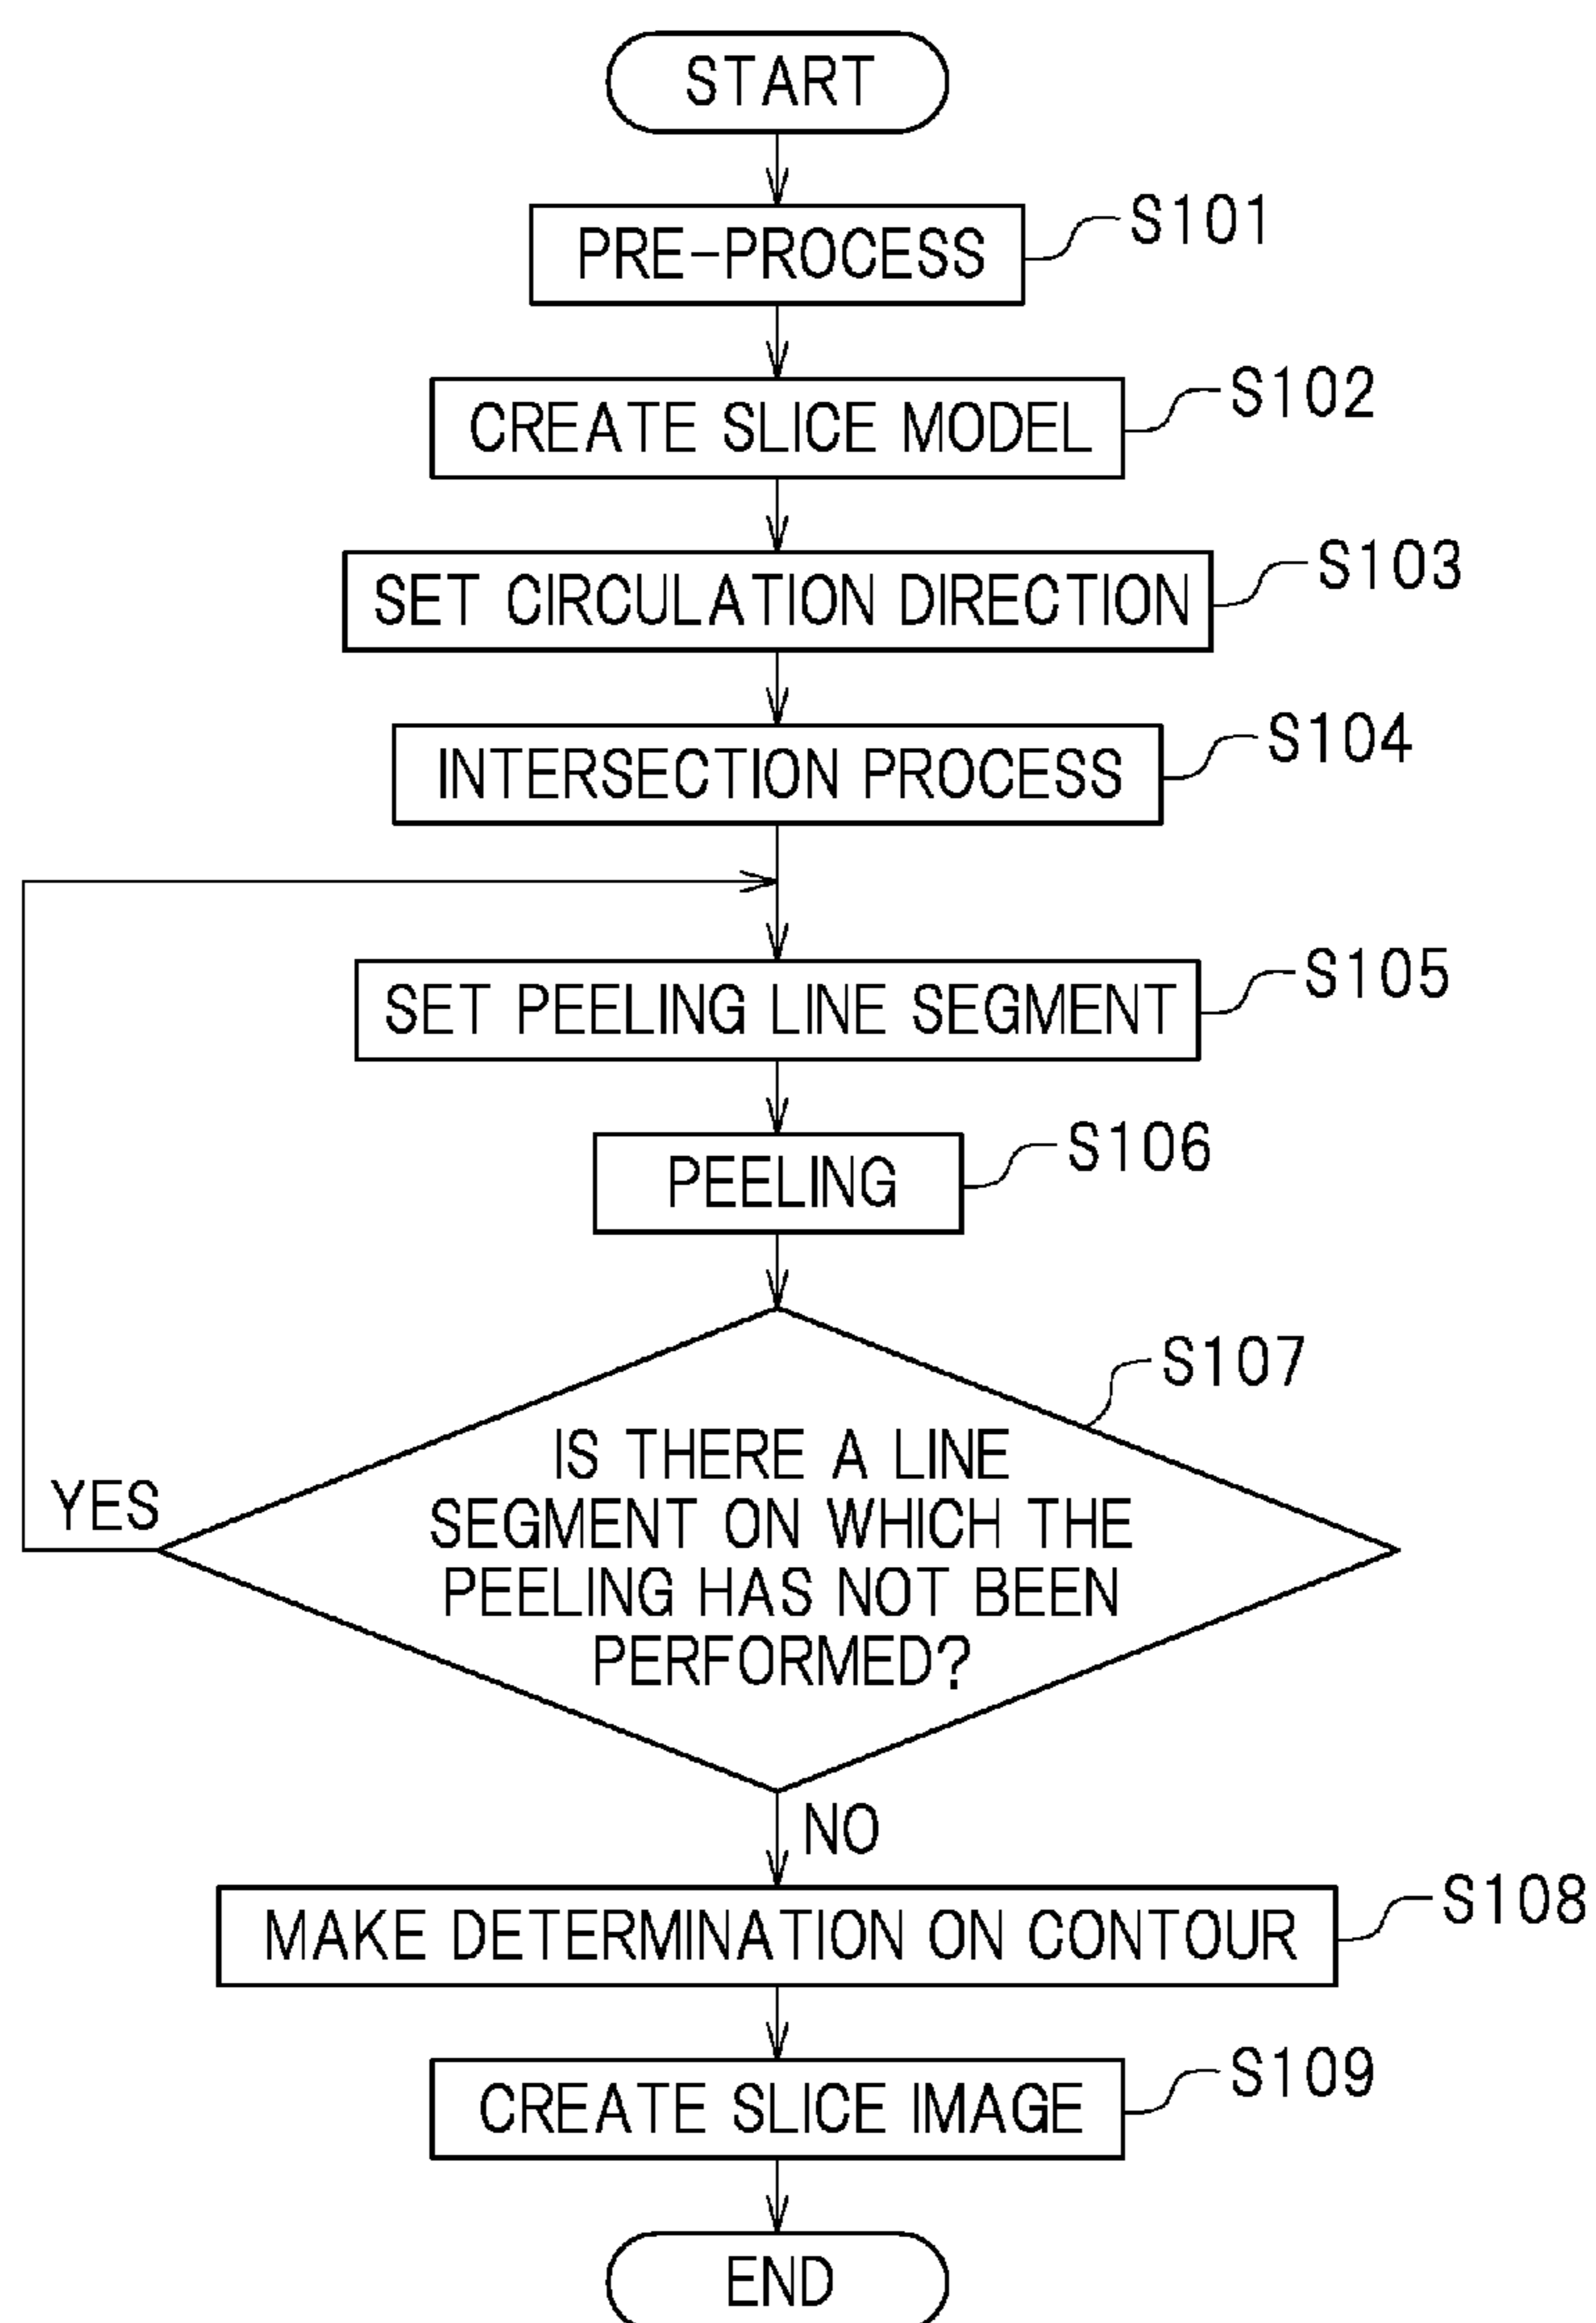 START
PRE-PROCESS
S101
CREATE SLICE MODEL
S102
SET CIRCULATION DIRECTION
S103
INTERSECTION PROCESS
S104
SET PEELING LINE SEGMENT
S105
PEELING
S106
S107
IS THERE A LINE
SEGMENT ON WHICH THE
PEELING HAS NOT BEEN
PERFORMED?
YES
NO
MAKE DETERMINATION ON CONTOUR
S108
CREATE SLICE IMAGE
S109
END